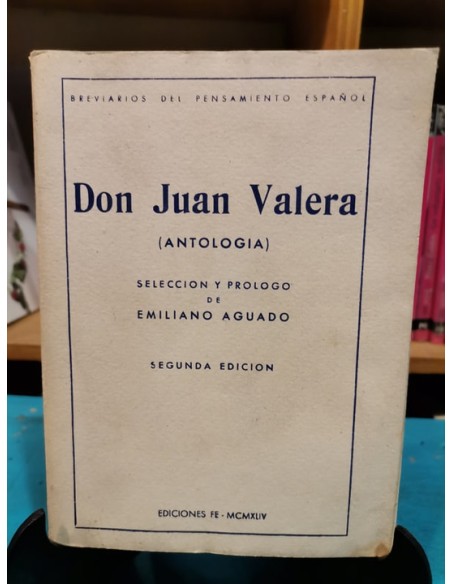 BREVIARIOS DEL PENSAMIENTO ESPAÑOL
Don Juan Valera
(ANTOLOGIA)
SELECCION Y PROLOGO
DE
EMILIANO AGUADO
SEGUNDA EDICION
EDICIONES FE - MCMXLIV